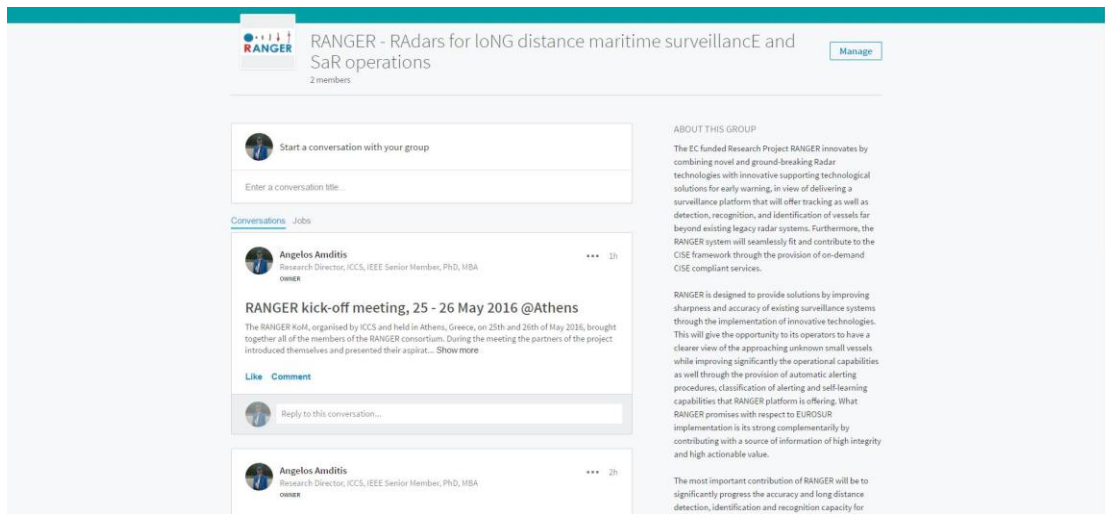 RANGER
RANGER - RAdars for loNG distance maritime surveillancE and
SaR operations
2 members
Manage
Start a conversation with your group
Enter a conversation title...
Conversations Jobs
Angelos Amditis
Research Director, ICCS, IEEE Senior Member, PhD, MBA
OWNER
1h
RANGER kick-off meeting, 25 - 26 May 2016 @Athens
The RANGER KoM, organised by ICCS and held in Athens, Greece, on 25th and 26th of May 2016, brought
together all of the members of the RANGER consortium. During the meeting the partners of the project
introduced themselves and presented their aspirat... Show more
Like Comment
Reply to this conversation...
Angelos Amditis
Research Director, ICCS, IEEE Senior Member, PhD, MBA
OWNER
2h
ABOUT THIS GROUP
The EC funded Research Project RANGER innovates by
combining novel and ground-breaking Radar
technologies with innovative supporting technological
solutions for early warning, in view of delivering a
surveillance platform that will offer tracking as well as
detection, recognition, and identification of vessels far
beyond existing legacy radar systems. Furthermore, the
RANGER system will seamlessly fit and contribute to the
CISE framework through the provision of on-demand
CISE compliant services.
RANGER is designed to provide solutions by improving
sharpness and accuracy of existing surveillance systems
through the implementation of innovative technologies.
This will give the opportunity to its operators to have a
clearer view of the approaching unknown small vessels
while improving significantly the operational capabilities
as well through the provision of automatic alerting
procedures, classification of alerting and self-learning
capabilities that RANGER platform is offering. What
RANGER promises with respect to EUROSUR
implementation is its strong complementarily by
contributing with a source of information of high integrity
and high actionable value.
The most important contribution of RANGER will be to
significantly progress the accuracy and long distance
detection, identification and recognition capacity for